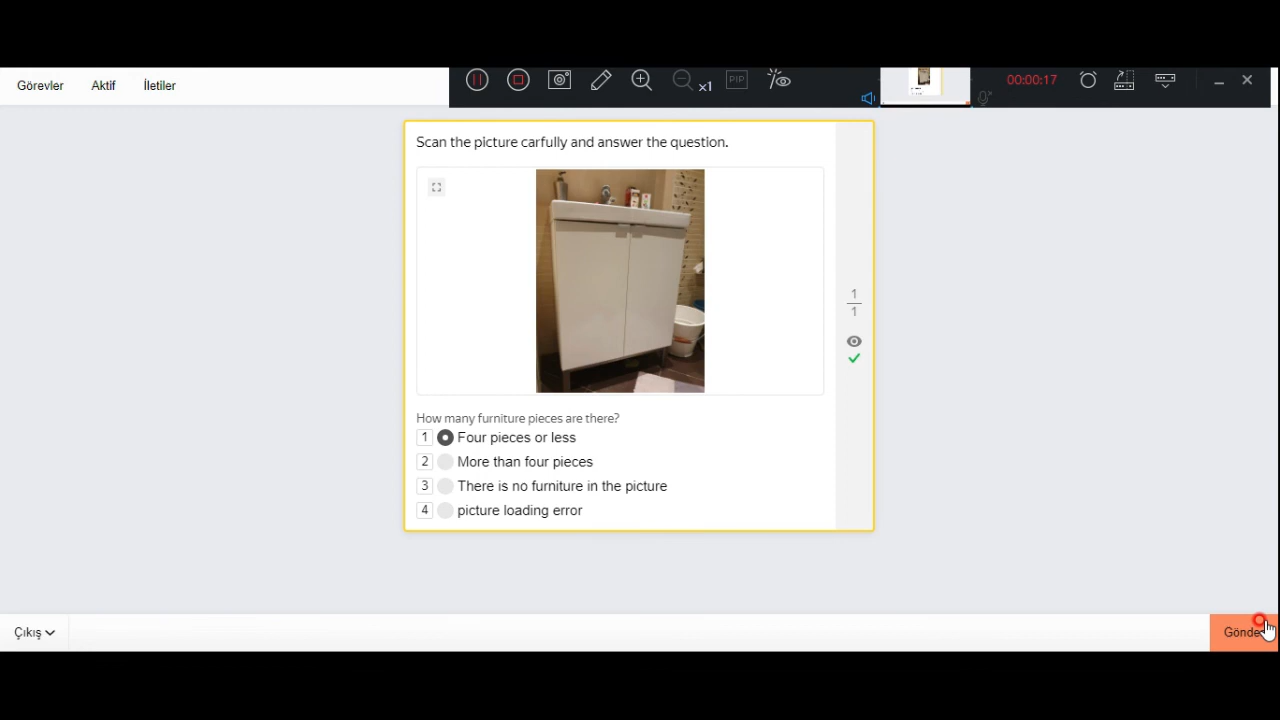 Görevler Aktif İletiler
x1 PIP 00:00:17
Scan the picture carfully and answer the question.
1
1
How many furniture pieces are there?
1 Four pieces or less
2 More than four pieces
3 There is no furniture in the picture
4 picture loading error
Çıkış Gönde